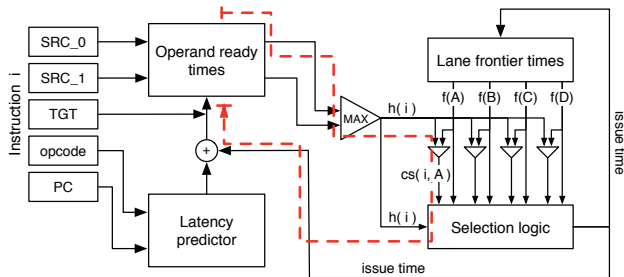 Instruction i
SRC_0
SRC_1
TGT
opcode
PC
Operand ready
times
+
Latency
predictor
MAX
h( i )
h( i )
Lane frontier times
f(A)
f(B)
f(C)
f(D)
cs( i, A )
Selection logic
issue time
issue time